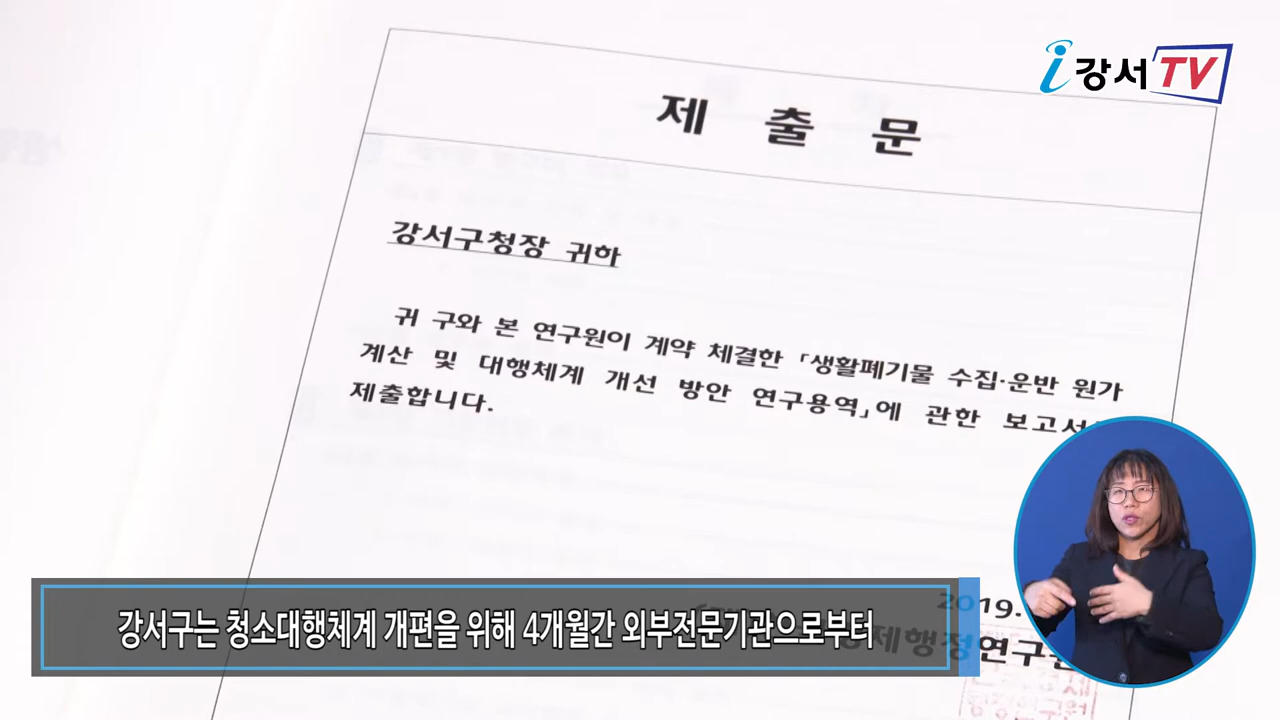 i강서TV
제 출 문
강서구청장 귀하
귀 구와 본 연구원이 계약 체결한 「생활폐기물 수집·운반 원가
계산 및 대행체계 개선 방안 연구용역」에 관한 보고서
제출합니다.
2019.
제행정연구원
강서구는 청소대행체계 개편을 위해 4개월간 외부전문기관으로부터